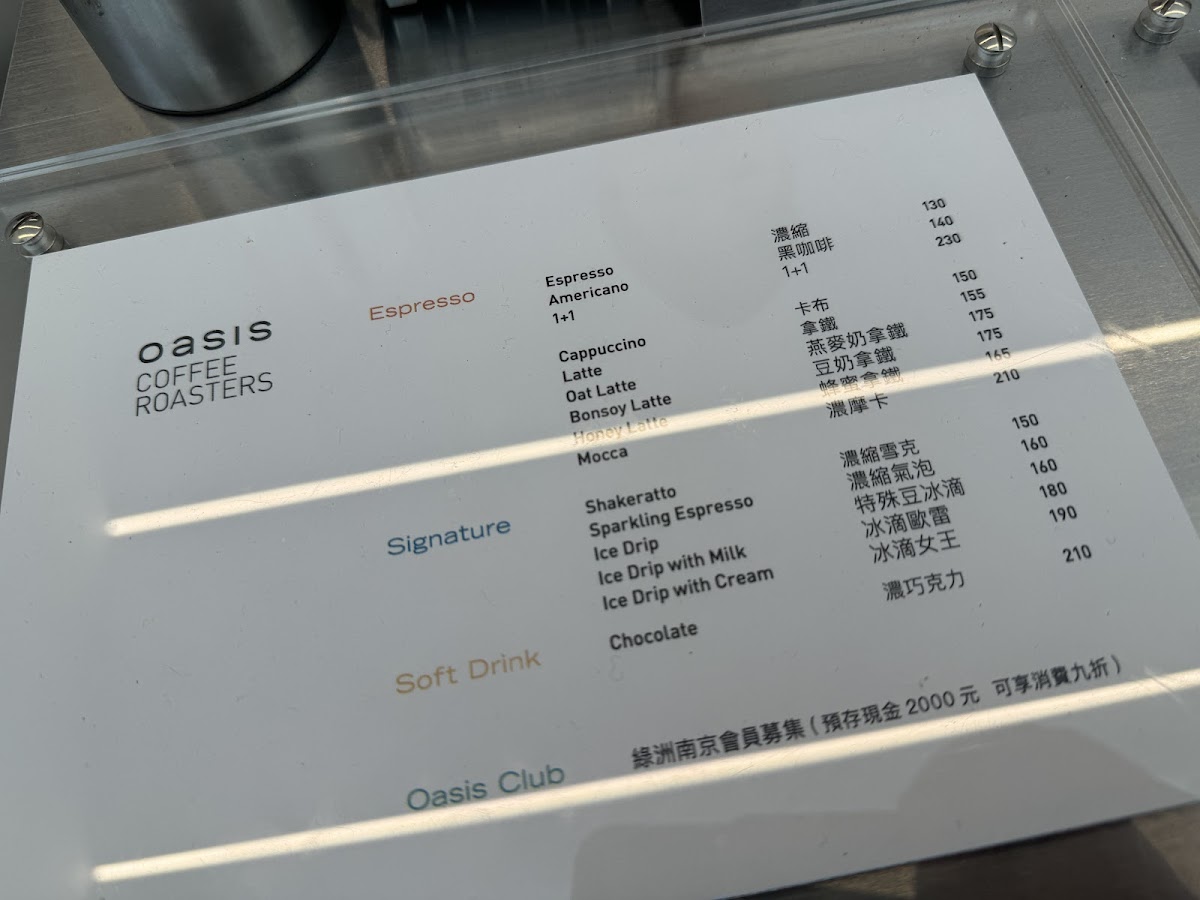 oasis
COFFEE
ROASTERS
Espresso
Espresso 濃縮 130
Americano 黑咖啡 140
1+1 1+1 230
Cappuccino 卡布 150
Latte 拿鐵 155
Oat Latte 燕麥奶拿鐵 175
Bonsoy Latte 豆奶拿鐵 175
Honey Latte 蜂蜜拿鐵 165
Mocca 濃摩卡 210
Signature
Shakeratto 濃縮雪克 150
Sparkling Espresso 濃縮氣泡 160
Ice Drip 特殊豆冰滴 160
Ice Drip with Milk 冰滴歐蕾 180
Ice Drip with Cream 冰滴女王 190
Soft Drink
Chocolate 濃巧克力 210
Oasis Club
綠洲南京會員募集 ( 預存現金 2000 元 可享消費九折 )